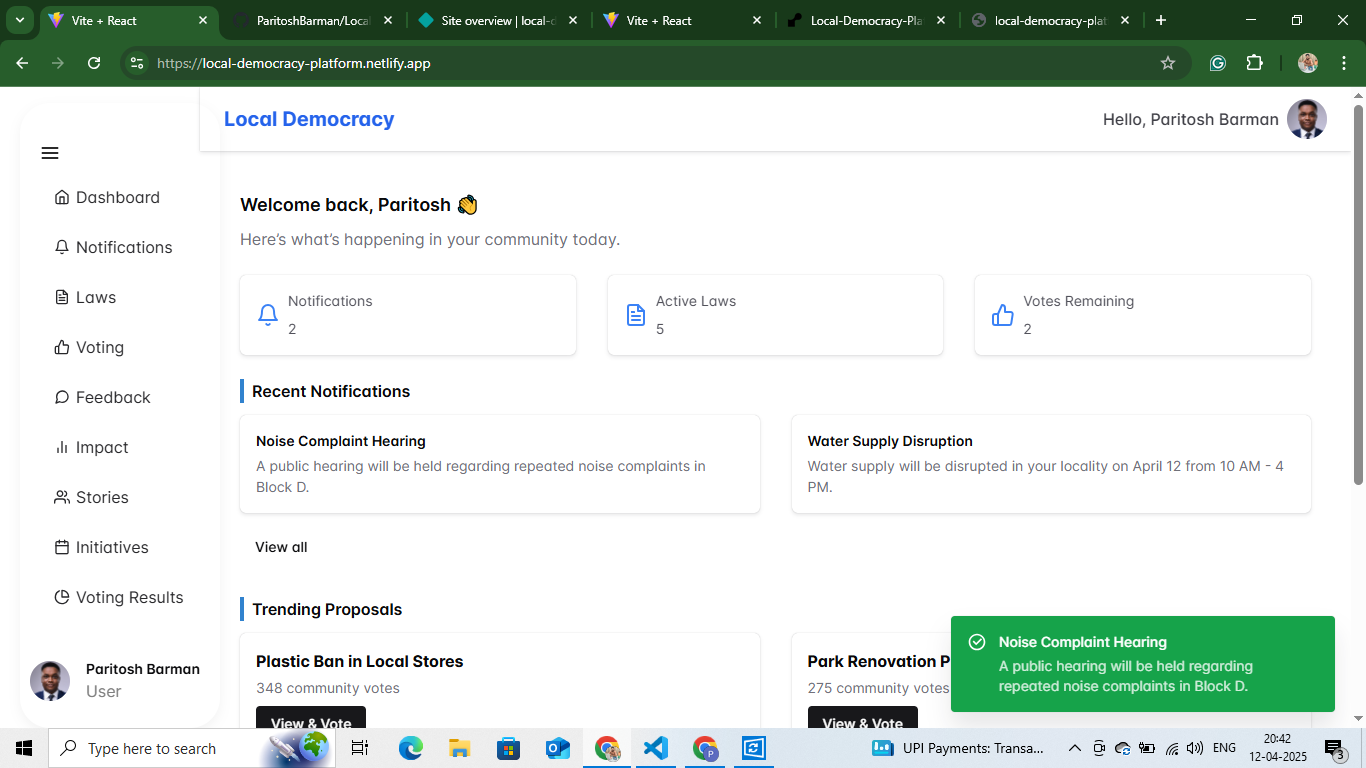 Vite + React
ParitoshBarman/Local
Site overview | local-d
Vite + React
Local-Democracy-Pla
local-democracy-plat
https://local-democracy-platform.netlify.app
Local Democracy
Hello, Paritosh Barman
Dashboard
Notifications
Laws
Voting
Feedback
Impact
Stories
Initiatives
Voting Results
Paritosh Barman
User
Welcome back, Paritosh 👋
Here’s what’s happening in your community today.
Notifications
2
Active Laws
5
Votes Remaining
2
Recent Notifications
Noise Complaint Hearing
A public hearing will be held regarding repeated noise complaints in
Block D.
Water Supply Disruption
Water supply will be disrupted in your locality on April 12 from 10 AM - 4
PM.
View all
Trending Proposals
Plastic Ban in Local Stores
348 community votes
View & Vote
Park Renovation P
275 community votes
View & Vote
Noise Complaint Hearing
A public hearing will be held regarding
repeated noise complaints in Block D.
Type here to search
UPI Payments: Transa...
ENG
20:42
12-04-2025
3